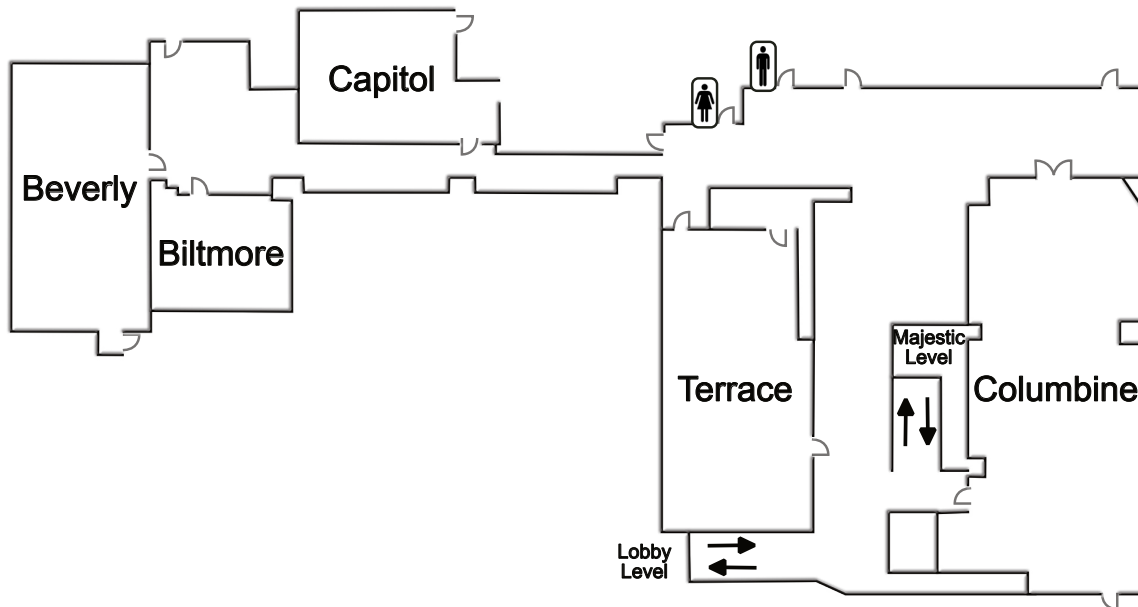 Capitol
Beverly
Biltmore
Majestic
Level
Terrace
Columbine
Lobby
Level